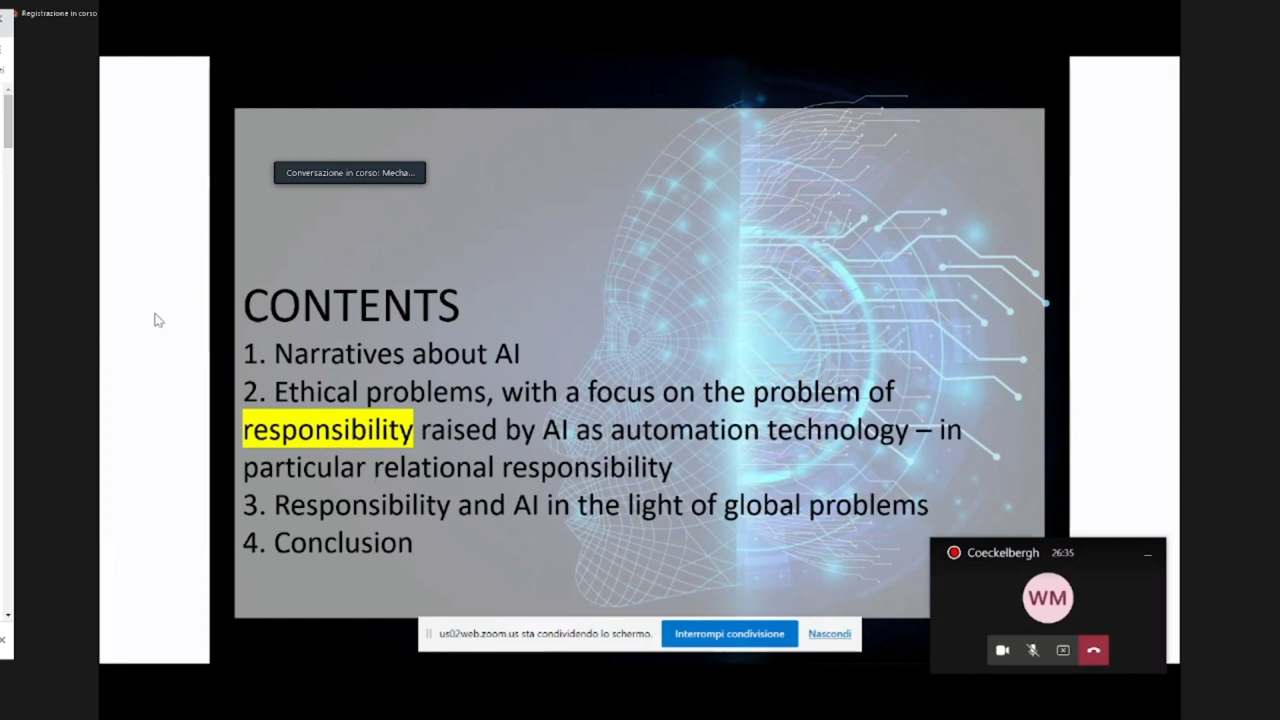 Registrazione in corso
Conversazione in corso: Mecha...
CONTENTS
1. Narratives about AI
2. Ethical problems, with a focus on the problem of
responsibility raised by AI as automation technology – in
particular relational responsibility
3. Responsibility and AI in the light of global problems
4. Conclusion
Coeckelbergh 26:35
WM
us02web.zoom.us sta condividendo lo schermo. Interrompi condivisione Nascondi